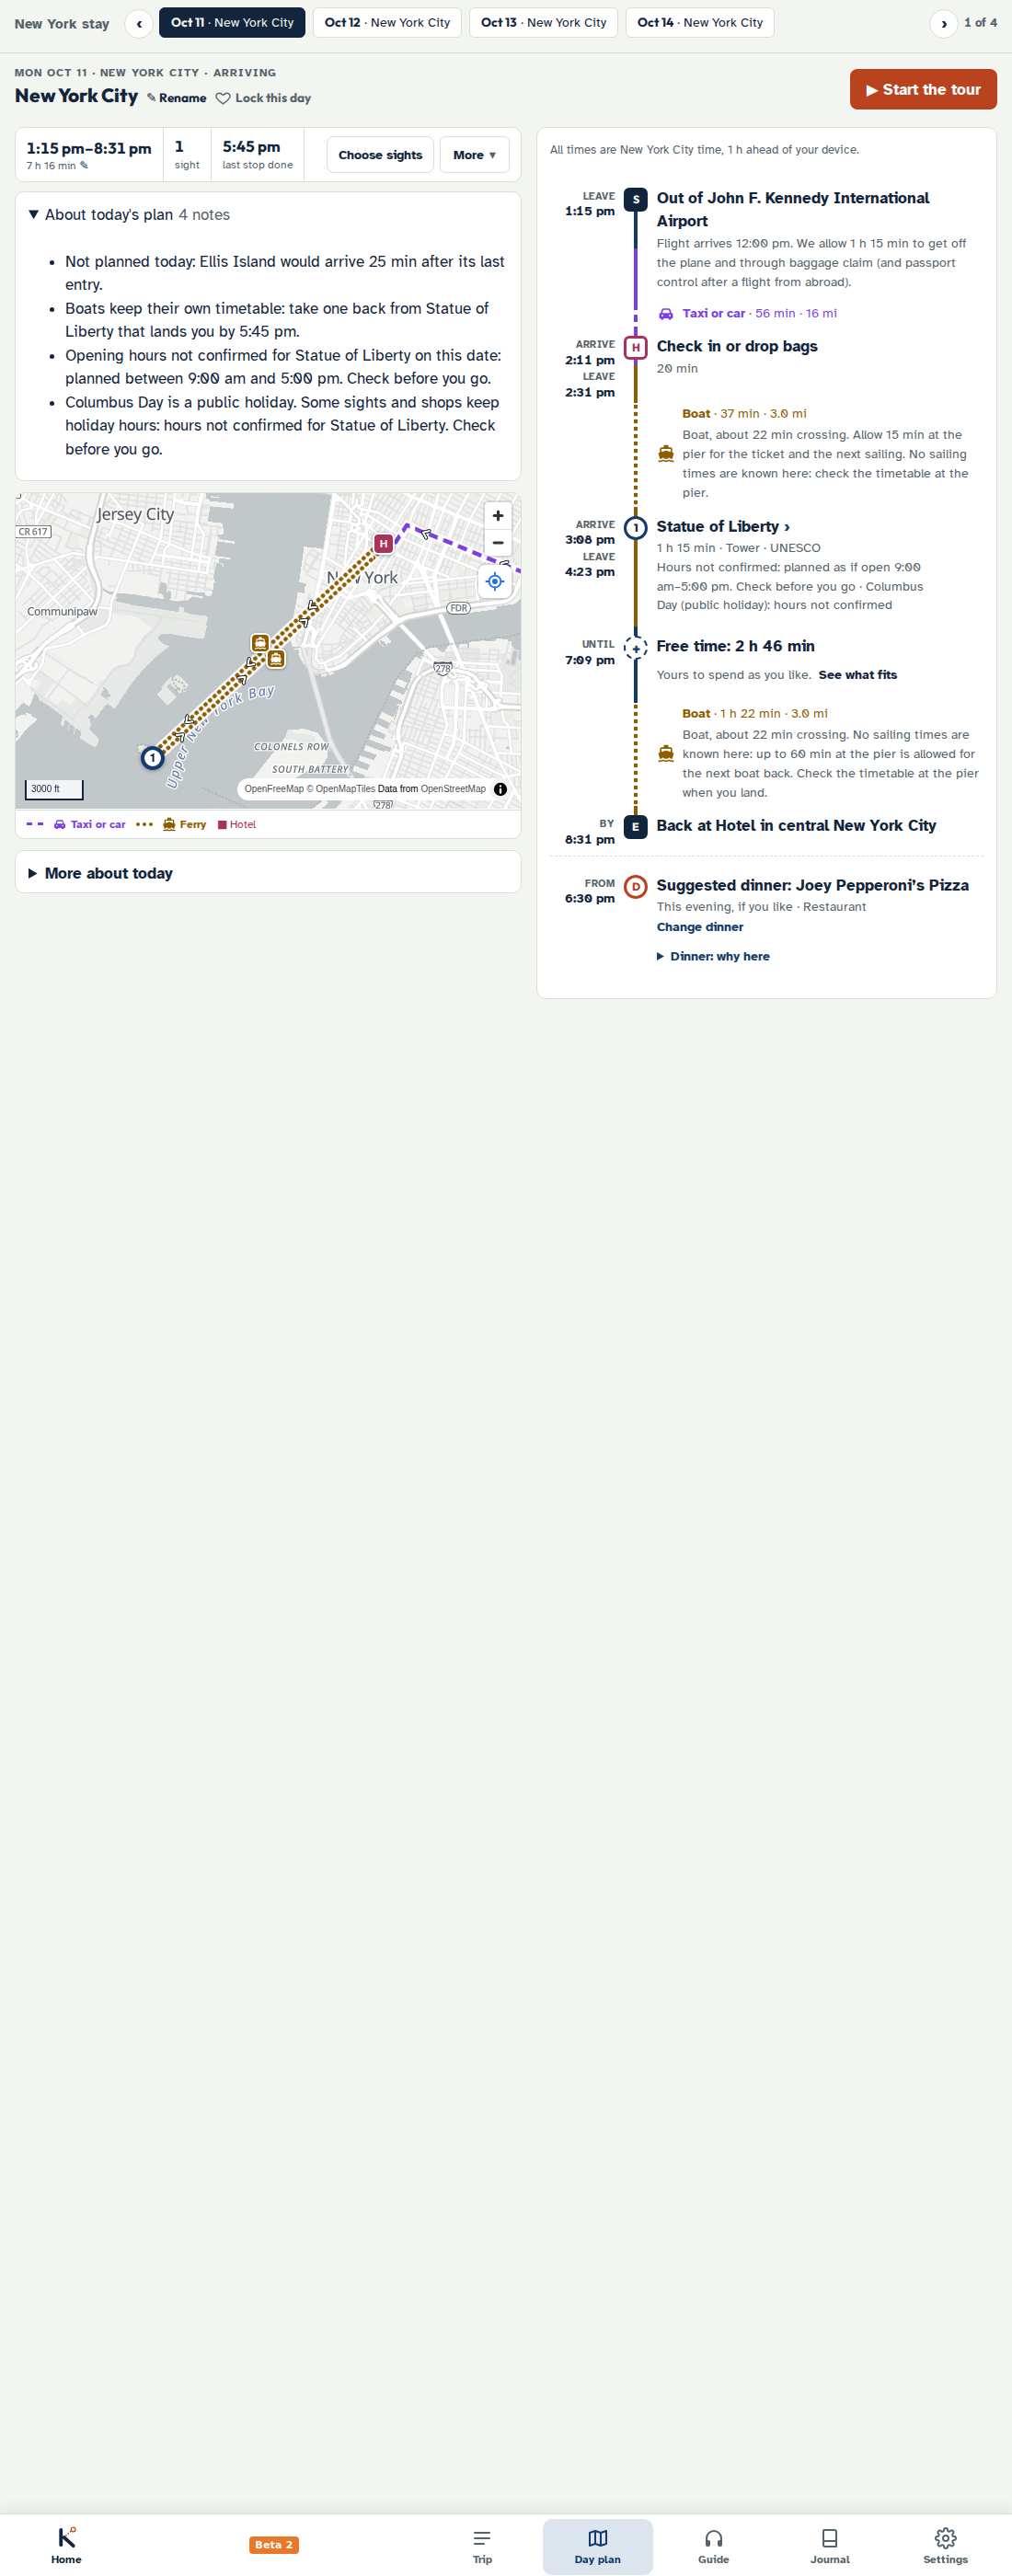 New York stay
‹
Oct 11 · New York City
Oct 12 · New York City
Oct 13 · New York City
Oct 14 · New York City
›
1 of 4
MON OCT 11 · NEW YORK CITY · ARRIVING
New York City ✎ Rename Lock this day
▶ Start the tour
1:15 pm–8:31 pm
7 h 16 min ✎
1
sight
5:45 pm
last stop done
Choose sights
More ▾
▼ About today's plan 4 notes
• Not planned today: Ellis Island would arrive 25 min after its last
entry.
• Boats keep their own timetable: take one back from Statue of
Liberty that lands you by 5:45 pm.
• Opening hours not confirmed for Statue of Liberty on this date:
planned between 9:00 am and 5:00 pm. Check before you go.
• Columbus Day is a public holiday. Some sights and shops keep
holiday hours: hours not confirmed for Statue of Liberty. Check
before you go.
Jersey City
CR 617
H
New York
Communipaw
FDR
278
Upper New York Bay
1
COLONELS ROW
SOUTH BATTERY
278
+
−
3000 ft
OpenFreeMap © OpenMapTiles Data from OpenStreetMap
Taxi or car
Ferry
Hotel
▶ More about today
All times are New York City time, 1 h ahead of your device.
LEAVE
1:15 pm
S
Out of John F. Kennedy International
Airport
Flight arrives 12:00 pm. We allow 1 h 15 min to get off
the plane and through baggage claim (and passport
control after a flight from abroad).
Taxi or car · 56 min · 16 mi
ARRIVE
2:11 pm
LEAVE
2:31 pm
H
Check in or drop bags
20 min
Boat · 37 min · 3.0 mi
Boat, about 22 min crossing. Allow 15 min at the
pier for the ticket and the next sailing. No sailing
times are known here: check the timetable at the
pier.
ARRIVE
3:08 pm
LEAVE
4:23 pm
1
Statue of Liberty ›
1 h 15 min · Tower · UNESCO
Hours not confirmed: planned as if open 9:00
am–5:00 pm. Check before you go · Columbus
Day (public holiday): hours not confirmed
UNTIL
7:09 pm
+
Free time: 2 h 46 min
Yours to spend as you like. See what fits
Boat · 1 h 22 min · 3.0 mi
Boat, about 22 min crossing. No sailing times are
known here: up to 60 min at the pier is allowed for
the next boat back. Check the timetable at the pier
when you land.
BY
8:31 pm
E
Back at Hotel in central New York City
FROM
6:30 pm
D
Suggested dinner: Joey Pepperoni’s Pizza
This evening, if you like · Restaurant
Change dinner
▶ Dinner: why here
Home
Beta 2
Trip
Day plan
Guide
Journal
Settings